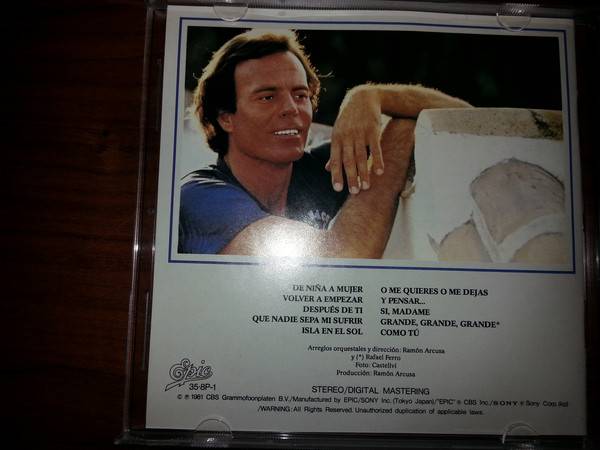 DE NIÑA A MUJER
VOLVER A EMPEZAR
DESPUÉS DE TI
QUE NADIE SEPA MI SUFRIR
ISLA EN EL SOL
O ME QUIERES O ME DEJAS
Y PENSAR...
SI, MADAME
GRANDE, GRANDE, GRANDE*
COMO TÚ
Arreglos orquestales y dirección: Ramón Arcusa
y (*) Rafael Ferro
Foto: Castellví
Producción: Ramón Arcusa
Epic
35·8P-1
STEREO/DIGITAL MASTERING
© ℗ 1981 CBS Grammofoonplaten B.V./Manufactured by EPIC/SONY Inc. (Tokyo Japan)/"EPIC" ® CBS Inc./SONY ® Sony Corp.
/WARNING: All Rights Reserved. Unauthorized duplication of applicable laws.